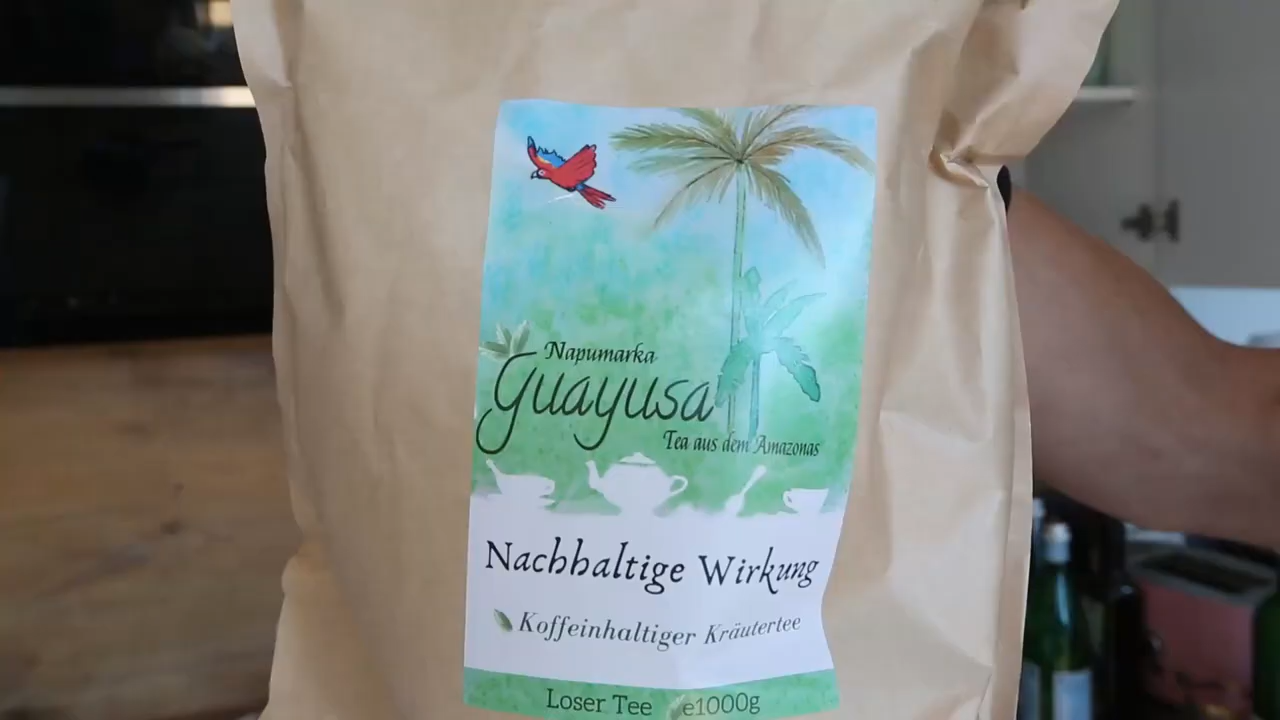 Napumarka
Guayusa
Tea aus dem Amazonas
Nachhaltige Wirkung
Koffeinhaltiger Kräutertee
Loser Tee e1000g